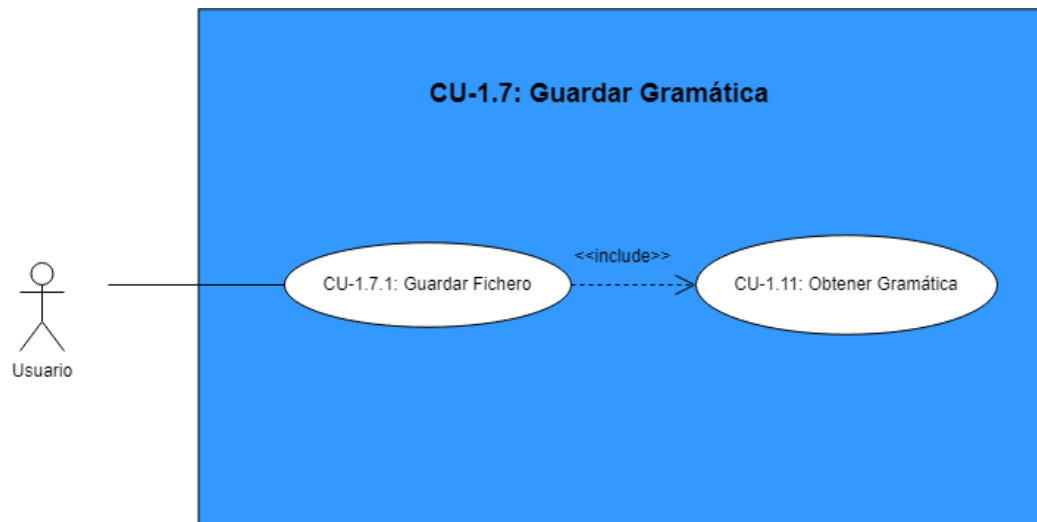 CU-1.7: Guardar Gramática
<<include>>
CU-1.7.1: Guardar Fichero
CU-1.11: Obtener Gramática
Usuario